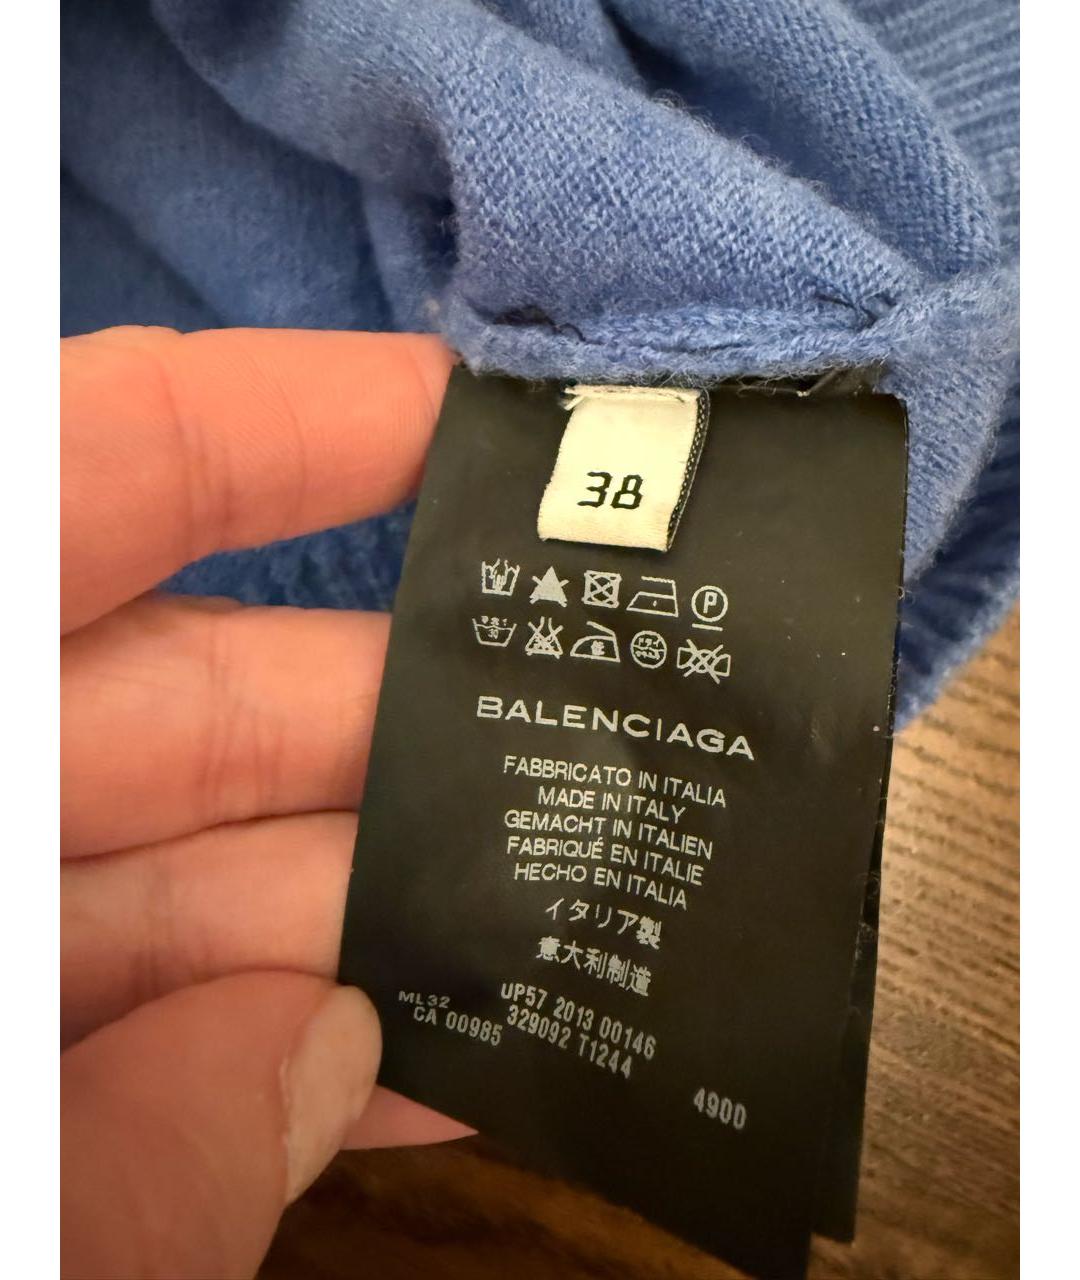 38
P
30
BALENCIAGA
FABBRICATO IN ITALIA
MADE IN ITALY
GEMACHT IN ITALIEN
FABRIQUÉ EN ITALIE
HECHO EN ITALIA
イタリア製
意大利制造
ML32 UP57 2013 00146
CA 00985 329092 T1244
4900